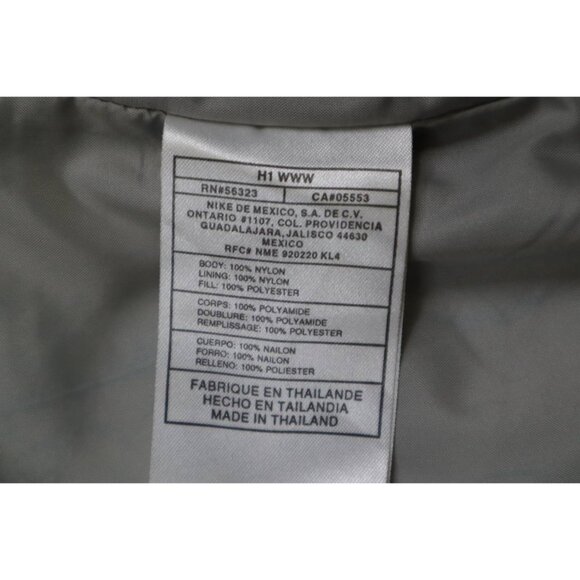 H1 WWW
RN#56323 CA#05553
NIKE DE MEXICO, S.A. DE C.V.
ONTARIO #1107, COL. PROVIDENCIA
GUADALAJARA, JALISCO 44630
MEXICO
RFC# NME 920220 KL4
BODY: 100% NYLON
LINING: 100% NYLON
FILL: 100% POLYESTER
CORPS: 100% POLYAMIDE
DOUBLURE: 100% POLYAMIDE
REMPLISSAGE: 100% POLYESTER
CUERPO: 100% NAILON
FORRO: 100% NAILON
RELLENO: 100% POLIESTER
FABRIQUE EN THAILANDE
HECHO EN TAILANDIA
MADE IN THAILAND